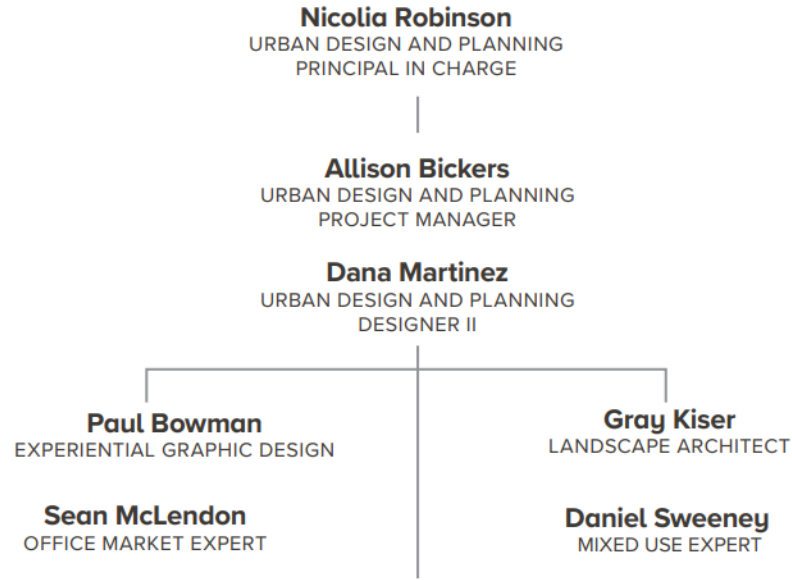 Nicolia Robinson
URBAN DESIGN AND PLANNING
PRINCIPAL IN CHARGE
Allison Bickers
URBAN DESIGN AND PLANNING
PROJECT MANAGER
Dana Martinez
URBAN DESIGN AND PLANNING
DESIGNER II
Paul Bowman
EXPERIENTIAL GRAPHIC DESIGN
Sean McLendon
OFFICE MARKET EXPERT
Gray Kiser
LANDSCAPE ARCHITECT
Daniel Sweeney
MIXED USE EXPERT